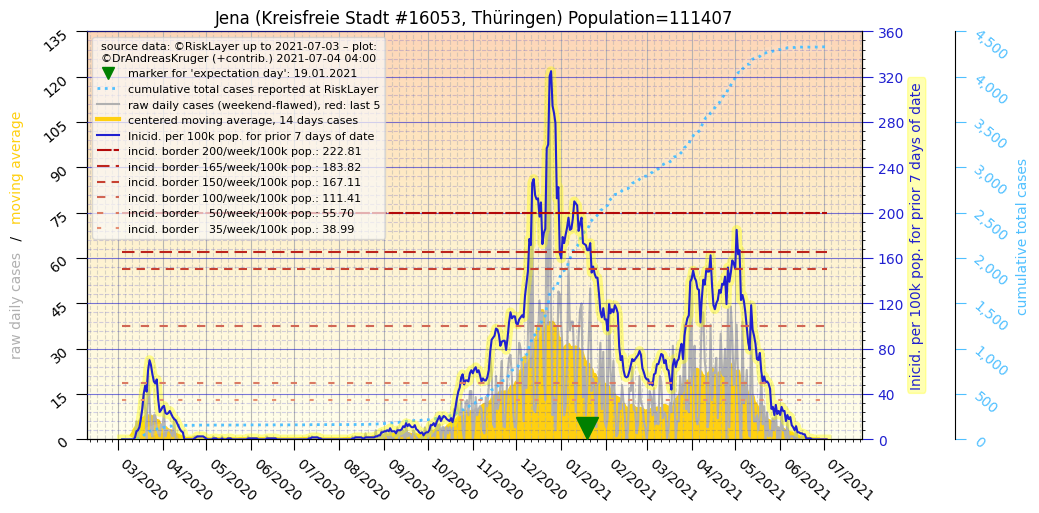 Jena (Kreisfreie Stadt #16053, Thüringen) Population=111407
source data: ©RiskLayer up to 2021-07-03 – plot:
©DrAndreasKruger (+contrib.) 2021-07-04 04:00
marker for 'expectation day': 19.01.2021
cumulative total cases reported at RiskLayer
raw daily cases (weekend-flawed), red: last 5
centered moving average, 14 days cases
Inicid. per 100k pop. for prior 7 days of date
incid. border 200/week/100k pop.: 222.81
incid. border 165/week/100k pop.: 183.82
incid. border 150/week/100k pop.: 167.11
incid. border 100/week/100k pop.: 111.41
incid. border 50/week/100k pop.: 55.70
incid. border 35/week/100k pop.: 38.99
raw daily cases / moving average
135
120
105
90
75
60
45
30
15
0
03/2020
04/2020
05/2020
06/2020
07/2020
08/2020
09/2020
10/2020
11/2020
12/2020
01/2021
02/2021
03/2021
04/2021
05/2021
06/2021
07/2021
360
320
280
240
200
160
120
80
40
0
Inicid. per 100k pop. for prior 7 days of date
4,500
4,000
3,500
3,000
2,500
2,000
1,500
1,000
500
0
cumulative total cases